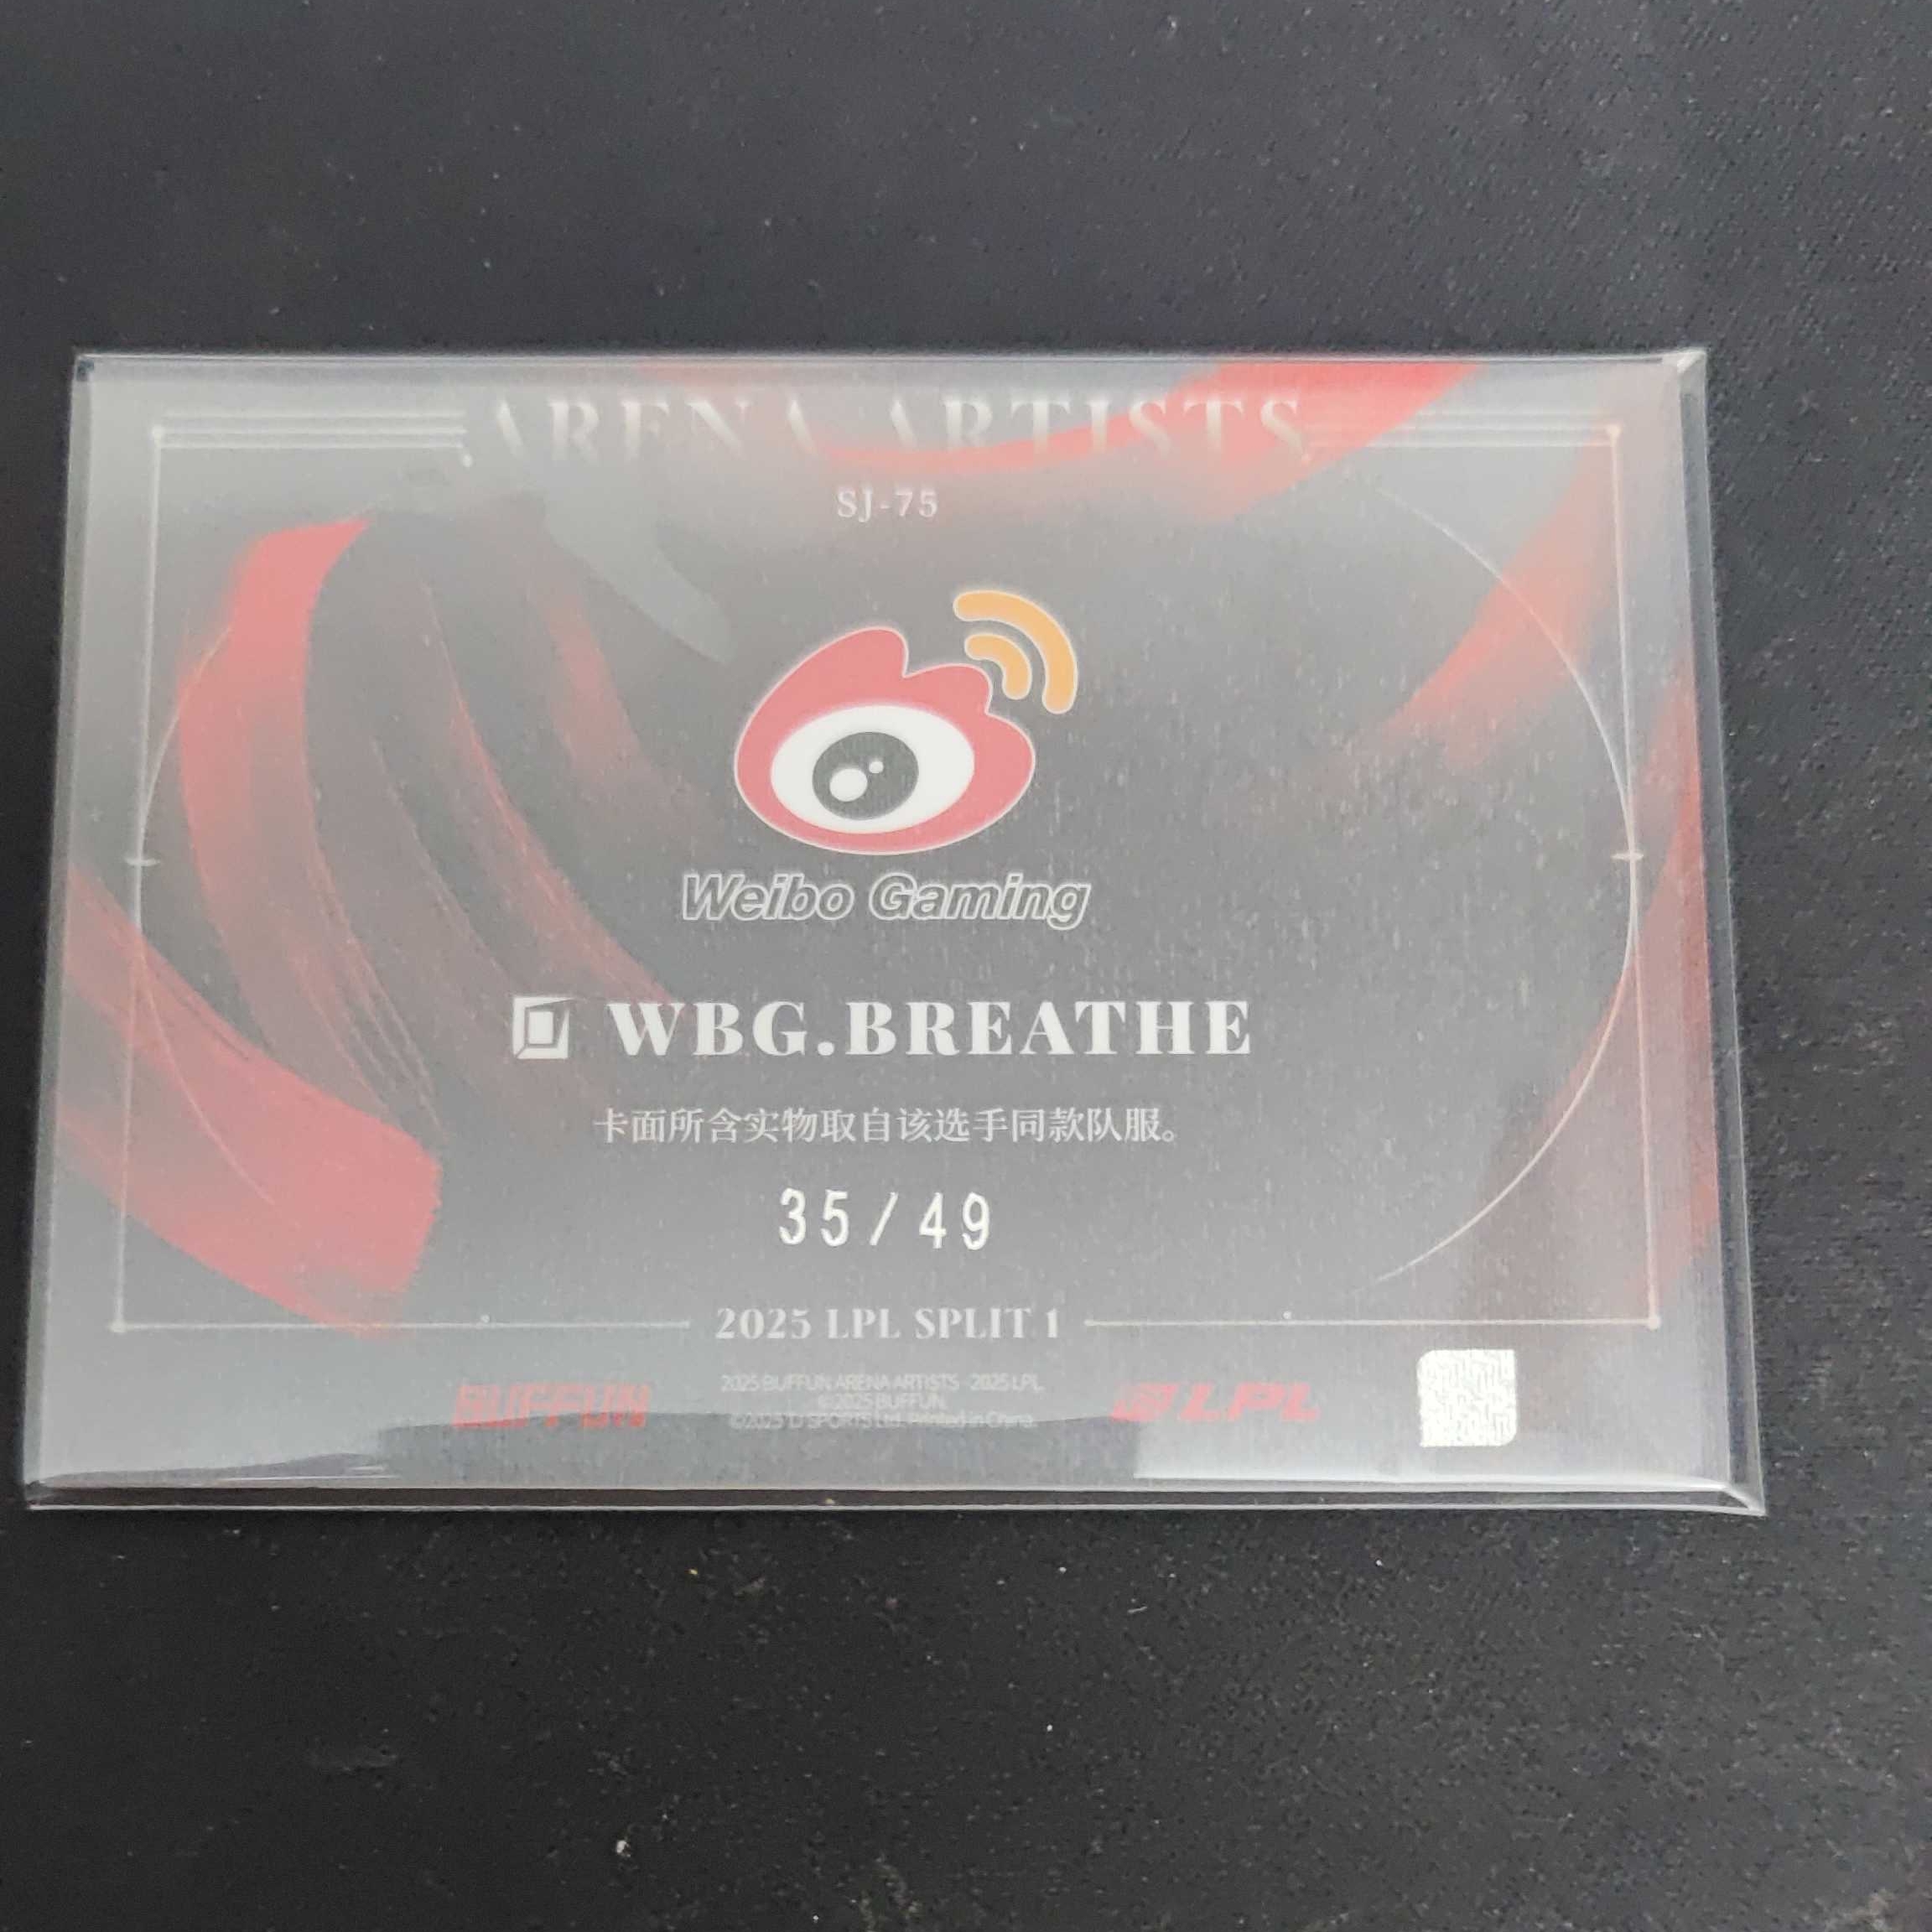 ARENA ARTISTS
SJ-75
Weibo Gaming
WBG.BREATHE
卡面所含实物取自该选手同款队服。
35/49
2025 LPL SPLIT 1
BUFFUN
2025 BUFFUN ARENA ARTISTS · 2025 LPL
©2025 BUFFUN.
©2025 TJ SPORTS Ltd. Printed in China.
LPL